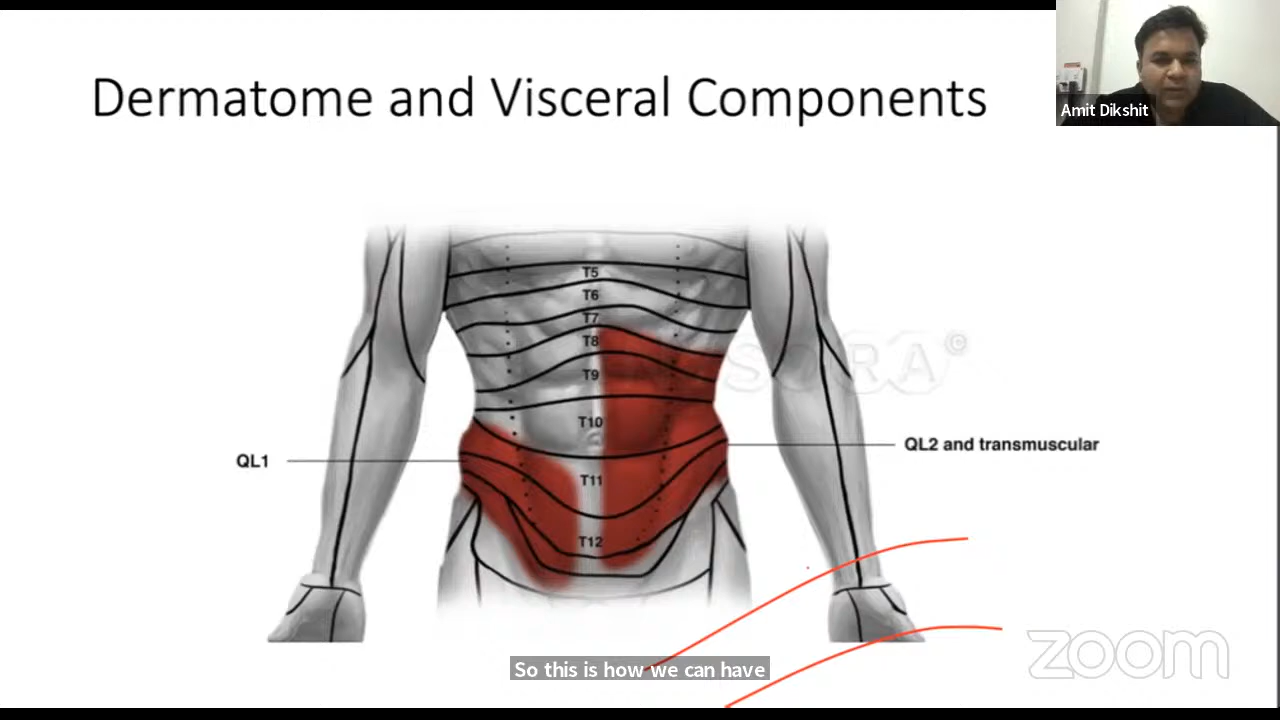 Dermatome and Visceral Components
Amit Dikshit
T5
T6
T7
T8
T9
T10
QL2 and transmuscular
QL1
T11
T12
So this is how we can have
zoom